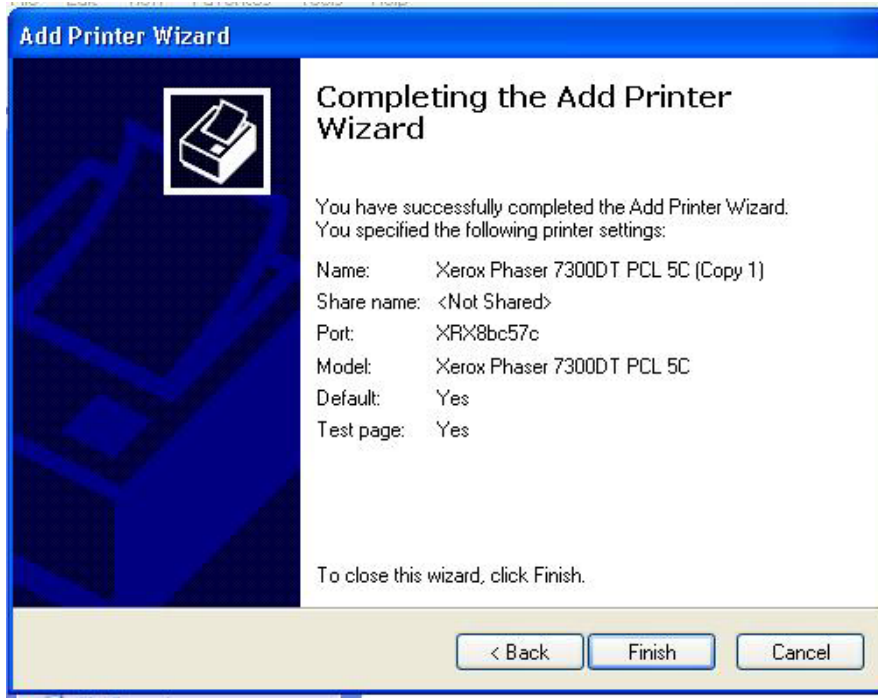 Add Printer Wizard
Completing the Add Printer
Wizard
You have successfully completed the Add Printer Wizard.
You specified the following printer settings:
Name: Xerox Phaser 7300DT PCL 5C (Copy 1)
Share name: <Not Shared>
Port: XRX8bc57c
Model: Xerox Phaser 7300DT PCL 5C
Default: Yes
Test page: Yes
To close this wizard, click Finish.
< Back Finish Cancel